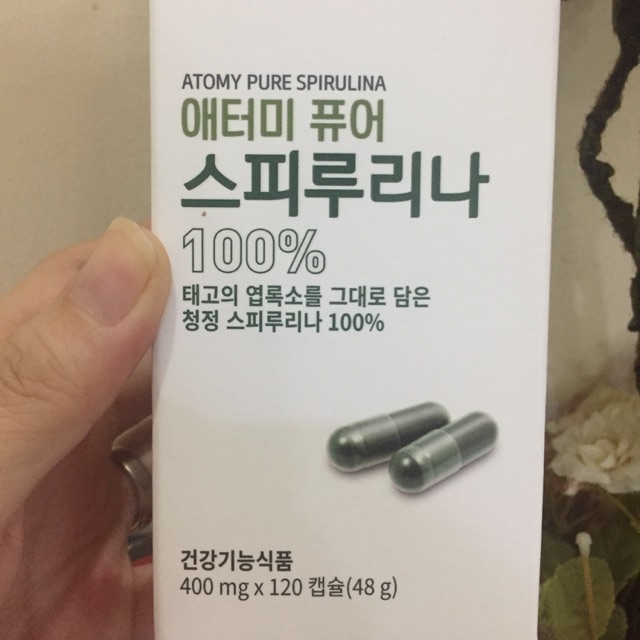 ATOMY PURE SPIRULINA
애터미 퓨어
스피루리나
100%
태고의 엽록소를 그대로 담은
청정 스피루리나 100%
건강기능식품
400 mg x 120 캡슐(48 g)